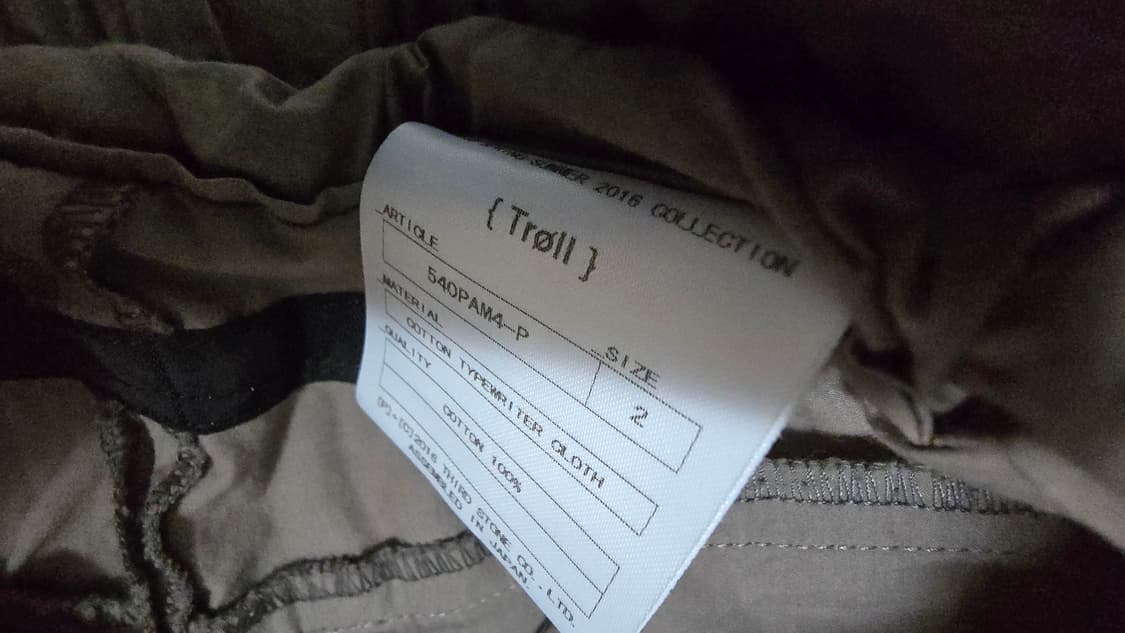 SUMMER 2016 COLLECTION
{ Trøll }
ARTICLE
540PAM4-P
SIZE
2
MATERIAL
COTTON TYPEWRITER CLOTH
QUALITY
COTTON 100%
(P)+(C)2016 THIRD STONE CO.,LTD.
ASSEMBLED IN JAPAN.